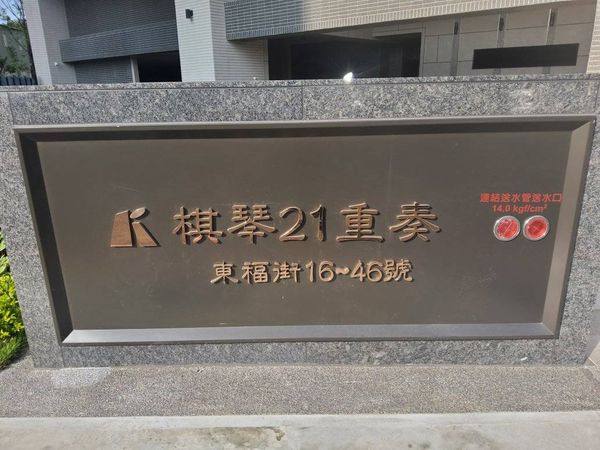 棋琴21重奏
東福街16~46號
連結送水管送水口
14.0 kgf/cm²